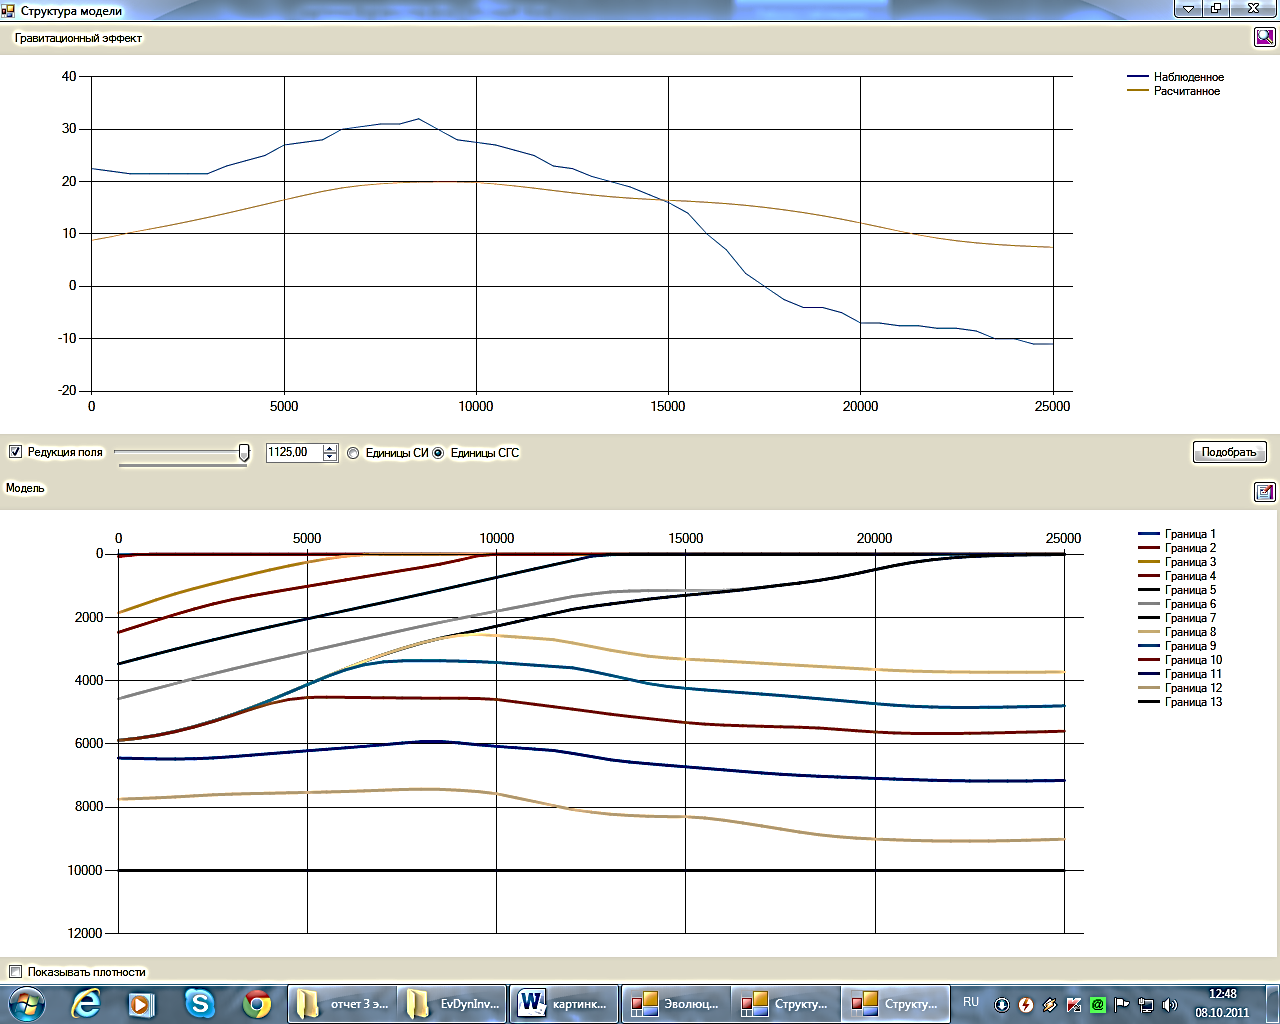 Структура модели
Гравитационный эффект
40
30
20
10
0
-10
-20
0 5000 10000 15000 20000 25000
Наблюденное
Расчитанное
Редукция поля 1125,00 Единицы СИ Единицы СГС Подобрать
Модель
0 5000 10000 15000 20000 25000
0
2000
4000
6000
8000
10000
12000
Граница 1
Граница 2
Граница 3
Граница 4
Граница 5
Граница 6
Граница 7
Граница 8
Граница 9
Граница 10
Граница 11
Граница 12
Граница 13
Показывать плотности
отчет 3 э... EvDynInv... картинк... Эволюц... Структу... Структу... RU 12:48
08.10.2011